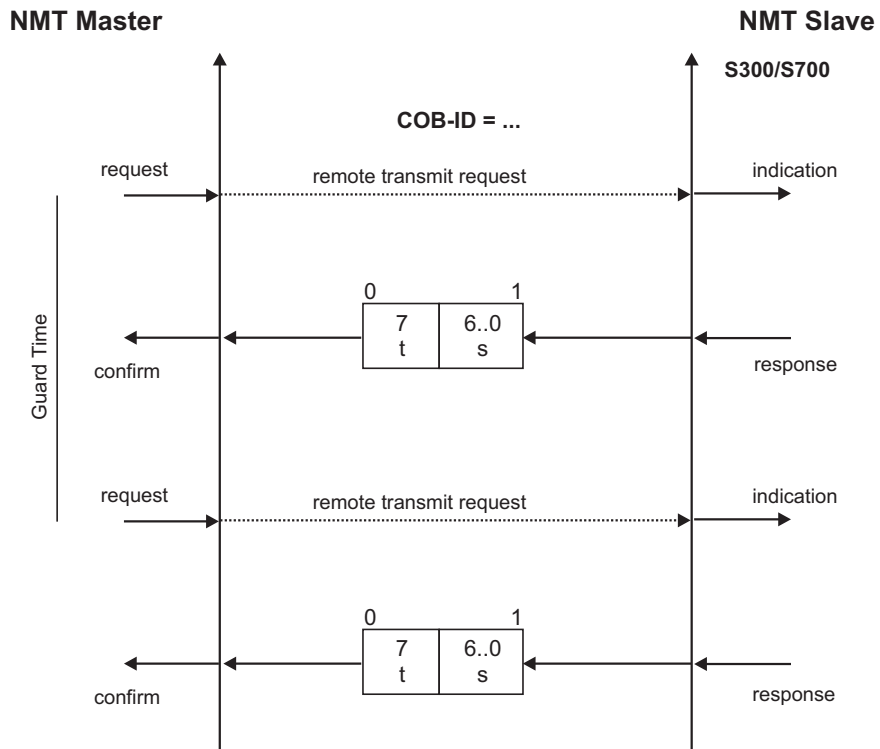 NMT Master
NMT Slave
S300/S700
COB-ID = ...
request
remote transmit request
indication
0
1
7
6..0
t
s
confirm
response
Guard Time
request
remote transmit request
indication
0
1
7
6..0
t
s
confirm
response